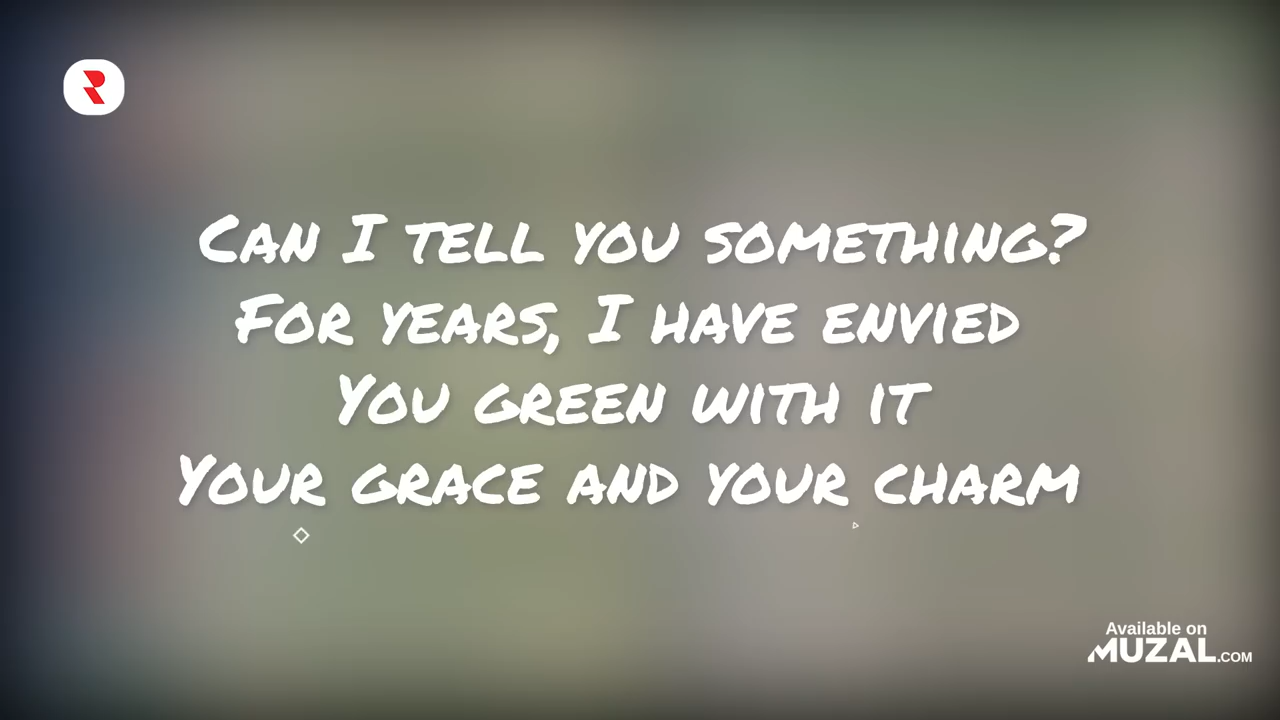 Can I tell you something?
For years, I have envied
You green with it
Your grace and your charm
Available on
MUZAL.COM